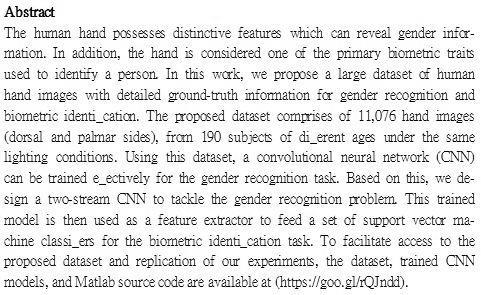 Abstract
The human hand possesses distinctive features which can reveal gender infor-
mation. In addition, the hand is considered one of the primary biometric traits
used to identify a person. In this work, we propose a large dataset of human
hand images with detailed ground-truth information for gender recognition and
biometric identi_cation. The proposed dataset comprises of 11,076 hand images
(dorsal and palmar sides), from 190 subjects of di_erent ages under the same
lighting conditions. Using this dataset, a convolutional neural network (CNN)
can be trained e_ectively for the gender recognition task. Based on this, we de-
sign a two-stream CNN to tackle the gender recognition problem. This trained
model is then used as a feature extractor to feed a set of support vector ma-
chine classi_ers for the biometric identi_cation task. To facilitate access to the
proposed dataset and replication of our experiments, the dataset, trained CNN
models, and Matlab source code are available at (https://goo.gl/rQJndd).